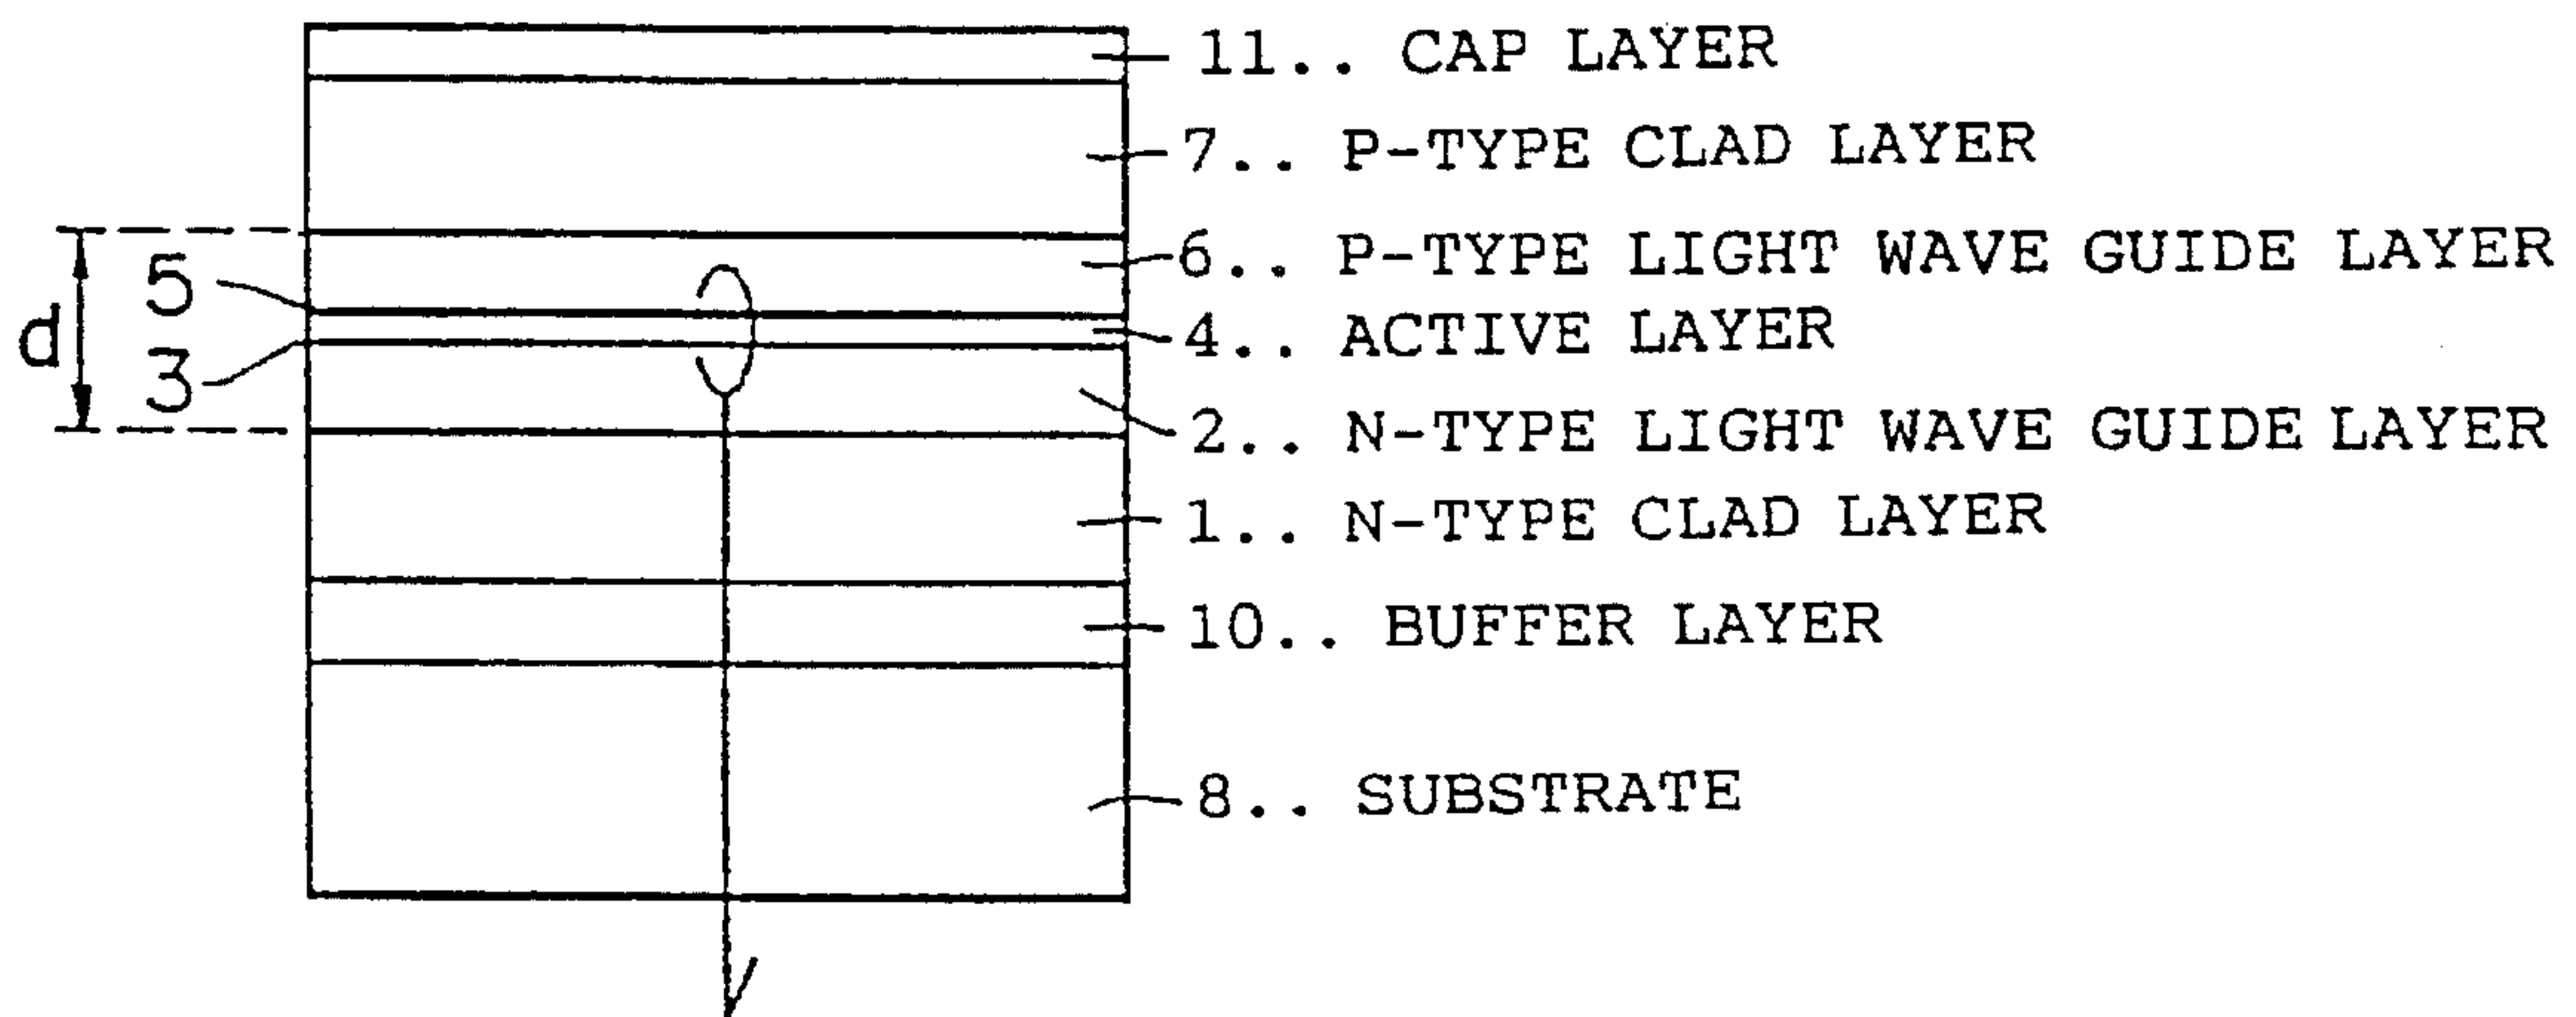 11.. CAP LAYER
7.. P-TYPE CLAD LAYER
6.. P-TYPE LIGHT WAVE GUIDE LAYER
5
d
4.. ACTIVE LAYER
3
2.. N-TYPE LIGHT WAVE GUIDE LAYER
1.. N-TYPE CLAD LAYER
10.. BUFFER LAYER
8.. SUBSTRATE